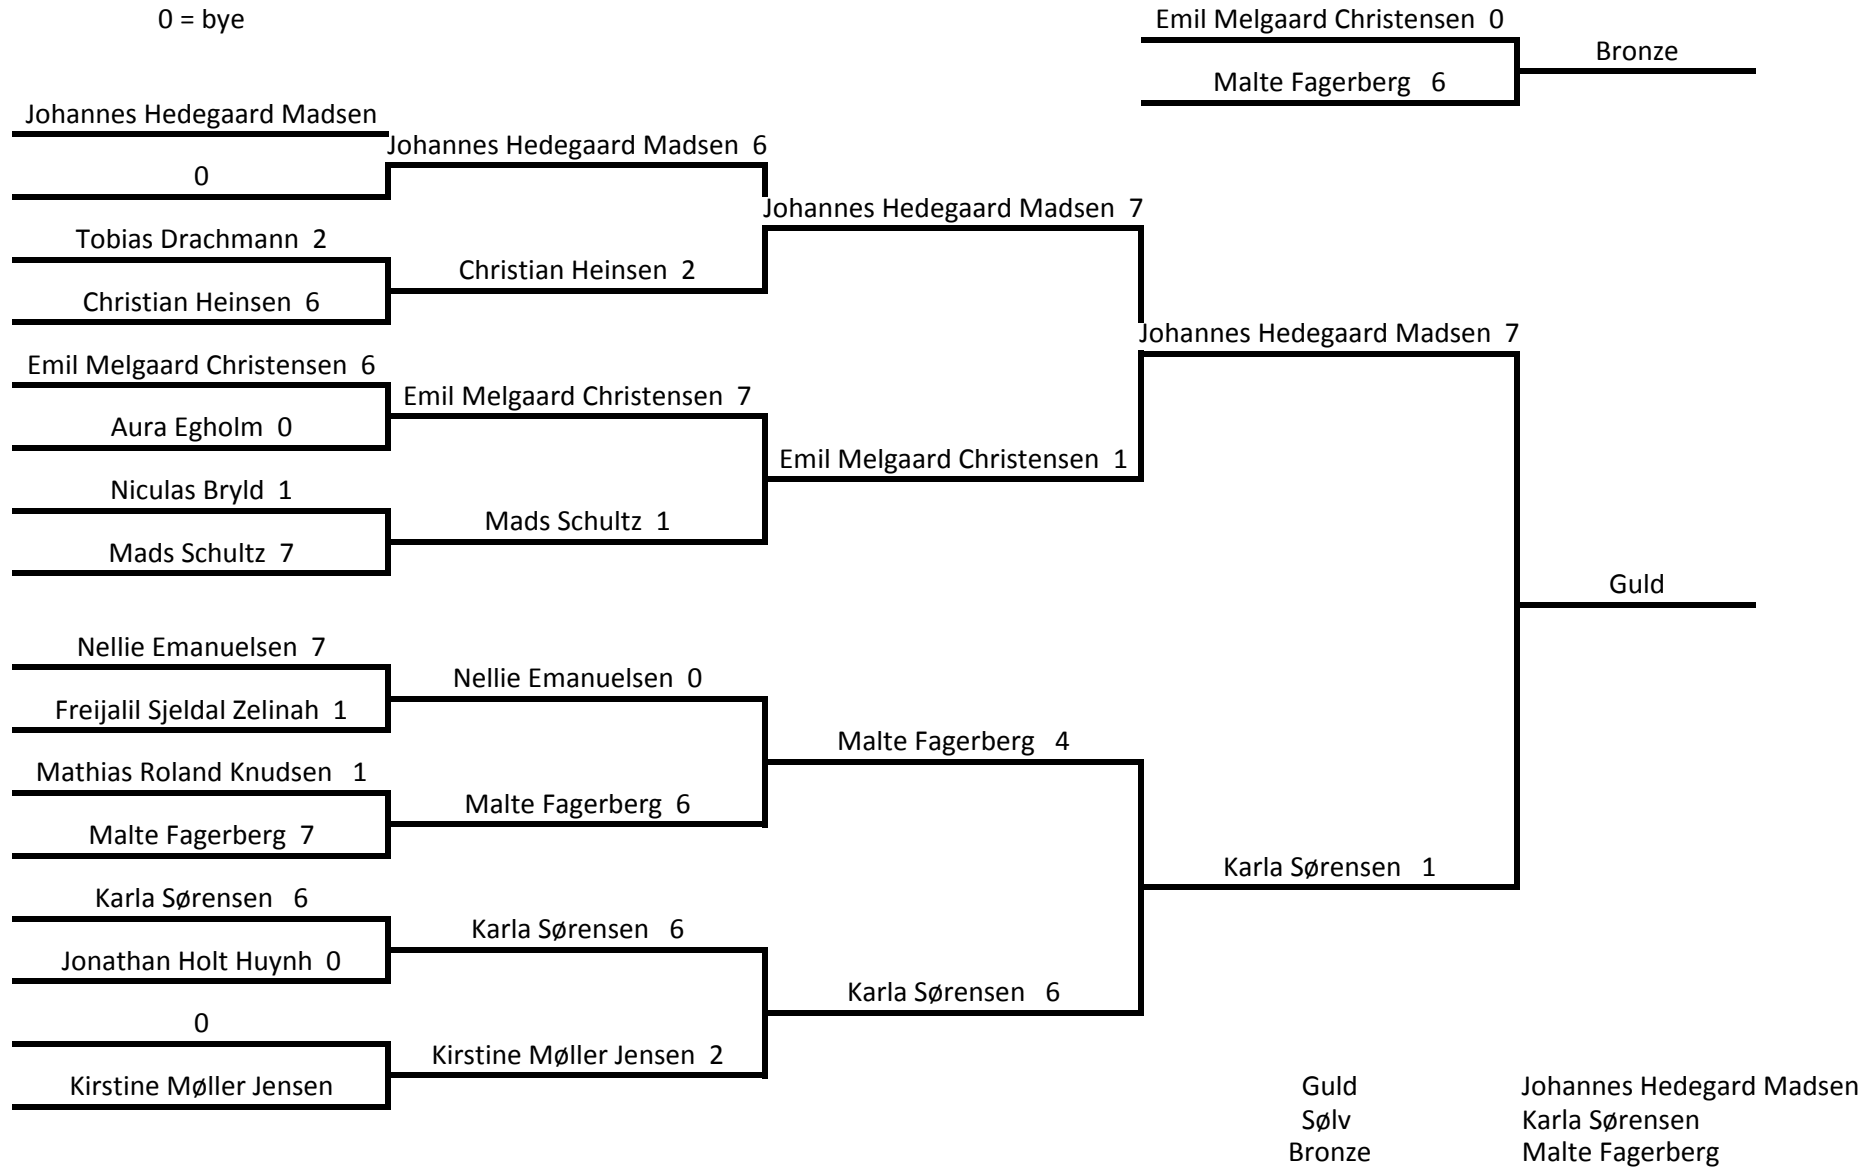 0 = bye
Emil Melgaard Christensen 0
Bronze
Malte Fagerberg 6
Johannes Hedegaard Madsen
Johannes Hedegaard Madsen 6
0
Johannes Hedegaard Madsen 7
Tobias Drachmann 2
Christian Heinsen 2
Christian Heinsen 6
Johannes Hedegaard Madsen 7
Emil Melgaard Christensen 6
Emil Melgaard Christensen 7
Aura Egholm 0
Emil Melgaard Christensen 1
Niculas Bryld 1
Mads Schultz 1
Mads Schultz 7
Guld
Nellie Emanuelsen 7
Nellie Emanuelsen 0
Freijalil Sjeldal Zelinah 1
Malte Fagerberg 4
Mathias Roland Knudsen 1
Malte Fagerberg 6
Malte Fagerberg 7
Karla Sørensen 1
Karla Sørensen 6
Karla Sørensen 6
Jonathan Holt Huynh 0
Karla Sørensen 6
0
Kirstine Møller Jensen 2
Kirstine Møller Jensen
Guld Johannes Hedegard Madsen
Sølv Karla Sørensen
Bronze Malte Fagerberg